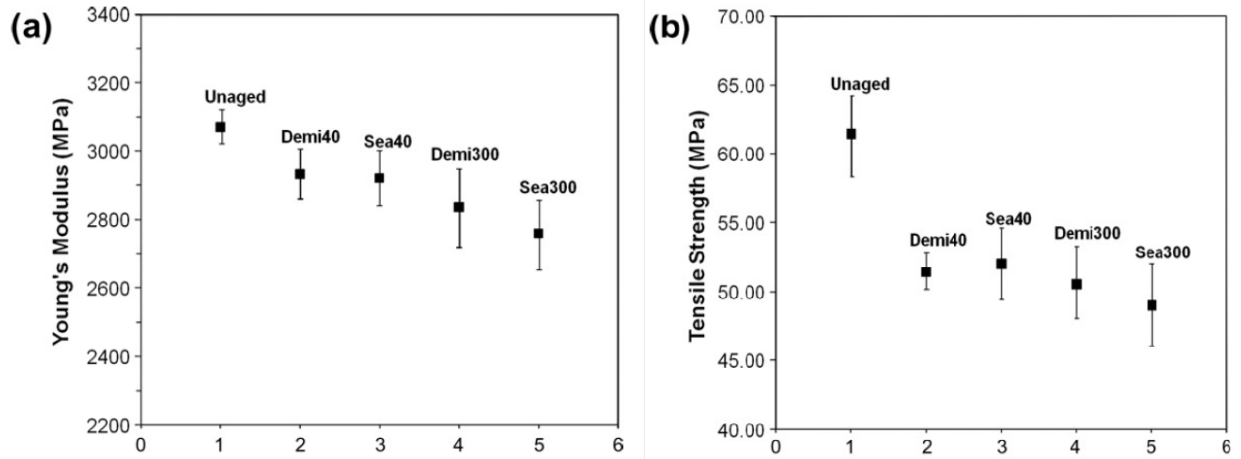 (a)
Young's Modulus (MPa)
3400
3200
3000
2800
2600
2400
2200
Unaged
Demi40
Sea40
Demi300
Sea300
0 1 2 3 4 5 6
(b)
Tensile Strength (MPa)
70.00
65.00
60.00
55.00
50.00
45.00
40.00
Unaged
Demi40
Sea40
Demi300
Sea300
0 1 2 3 4 5 6